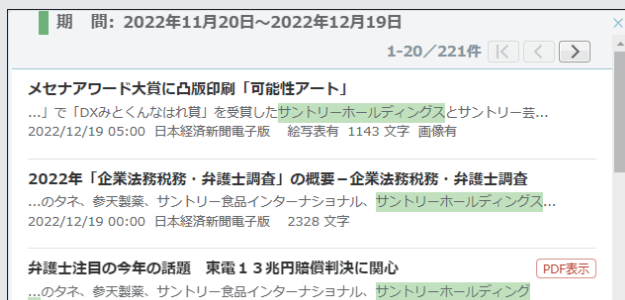 期　間: 2022年11月20日～2022年12月19日
1-20／221件
メセナアワード大賞に凸版印刷「可能性アート」
...」で「DXみとくんなはれ賞」を受賞したサントリーホールディングスとサントリー芸...
2022/12/19 05:00 日本経済新聞電子版 絵写表有 1143 文字 画像有
2022年「企業法務税務・弁護士調査」の概要－企業法務税務・弁護士調査
...のタネ、参天製薬、サントリー食品インターナショナル、サントリーホールディングス...
2022/12/19 00:00 日本経済新聞電子版 2328 文字
弁護士注目の今年の話題　東電１３兆円賠償判決に関心
PDF表示
...のタネ、参天製薬、サントリー食品インターナショナル、サントリーホールディング